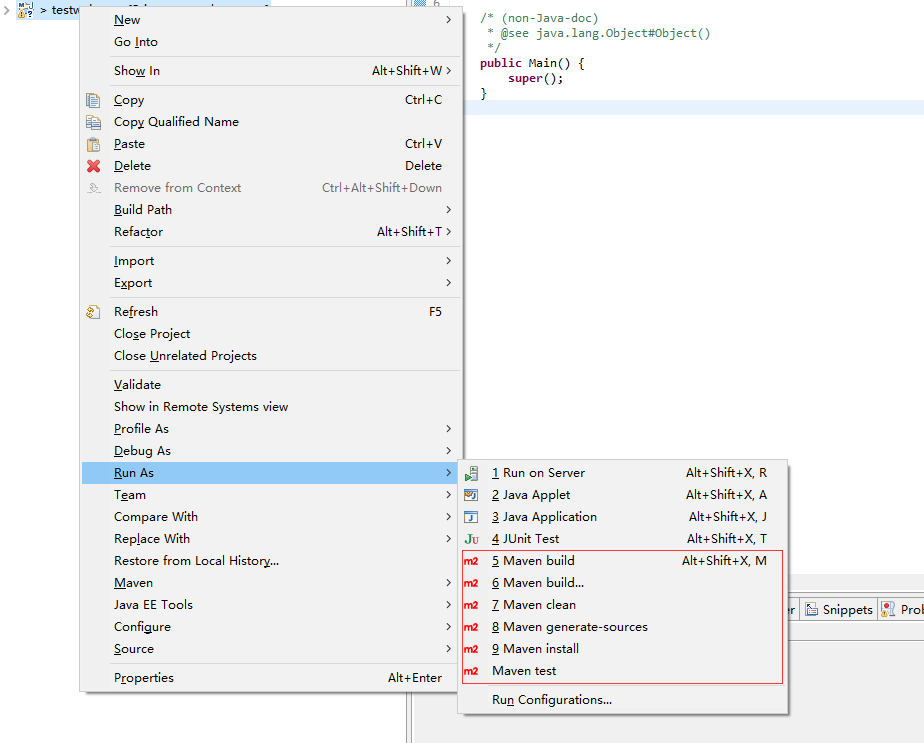 > testw
6
/* (non-Java-doc)
* @see java.lang.Object#Object()
*/
public Main() {
super();
}
New
Go Into
Show In Alt+Shift+W
Copy Ctrl+C
Copy Qualified Name
Paste Ctrl+V
Delete Delete
Remove from Context Ctrl+Alt+Shift+Down
Build Path
Refactor Alt+Shift+T
Import
Export
Refresh F5
Close Project
Close Unrelated Projects
Validate
Show in Remote Systems view
Profile As
Debug As
Run As
Team
Compare With
Replace With
Restore from Local History...
Maven
Java EE Tools
Configure
Source
Properties Alt+Enter
1 Run on Server Alt+Shift+X, R
2 Java Applet Alt+Shift+X, A
3 Java Application Alt+Shift+X, J
Ju 4 JUnit Test Alt+Shift+X, T
m2 5 Maven build Alt+Shift+X, M
m2 6 Maven build...
m2 7 Maven clean
m2 8 Maven generate-sources
m2 9 Maven install
m2 Maven test
Run Configurations...
er Snippets Prob